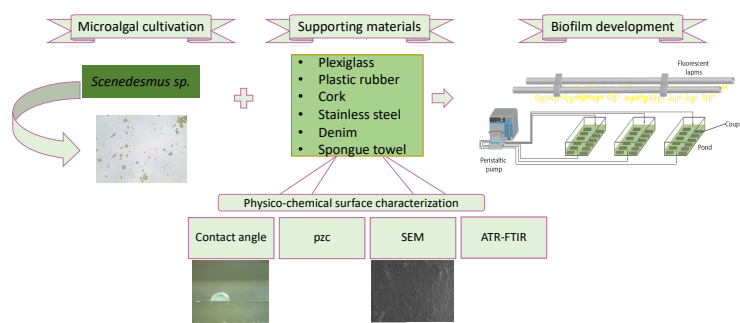 Microalgal cultivation
Supporting materials
Biofilm development
Scenedesmus sp.
• Plexiglass
• Plastic rubber
• Cork
• Stainless steel
• Denim
• Spongue towel
Fluorescent
lapms
Peristaltic
pump
Coup
Pond
Physico-chemical surface characterization
Contact angle
pzc
SEM
ATR-FTIR